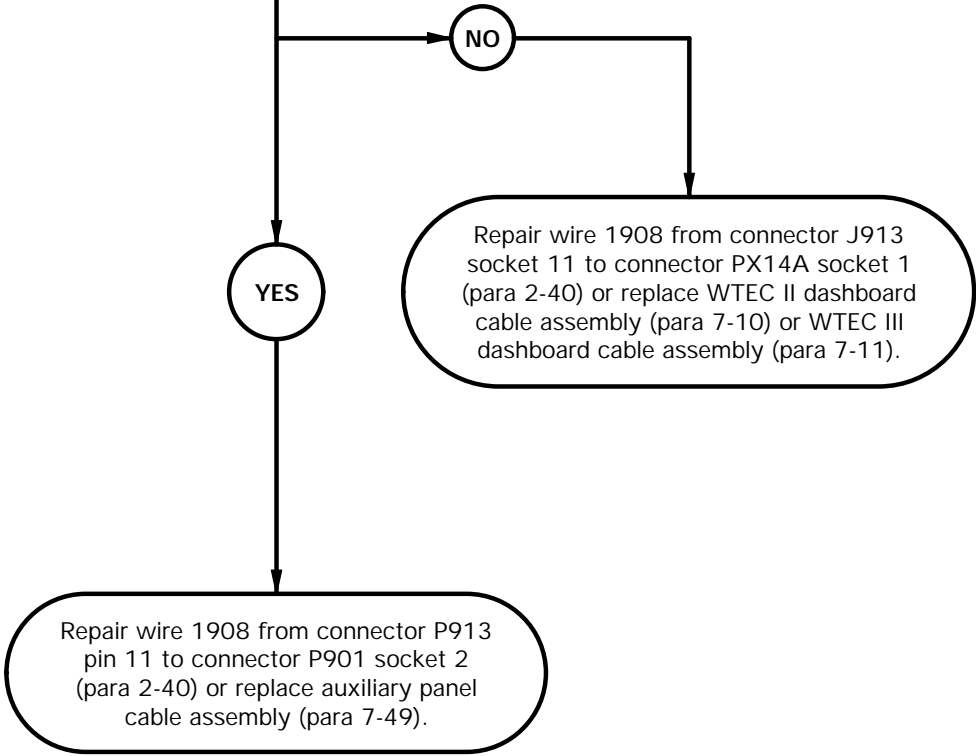 NO
Repair wire 1908 from connector J913
socket 11 to connector PX14A socket 1
(para 2-40) or replace WTEC II dashboard
cable assembly (para 7-10) or WTEC III
dashboard cable assembly (para 7-11).
YES
Repair wire 1908 from connector P913
pin 11 to connector P901 socket 2
(para 2-40) or replace auxiliary panel
cable assembly (para 7-49).